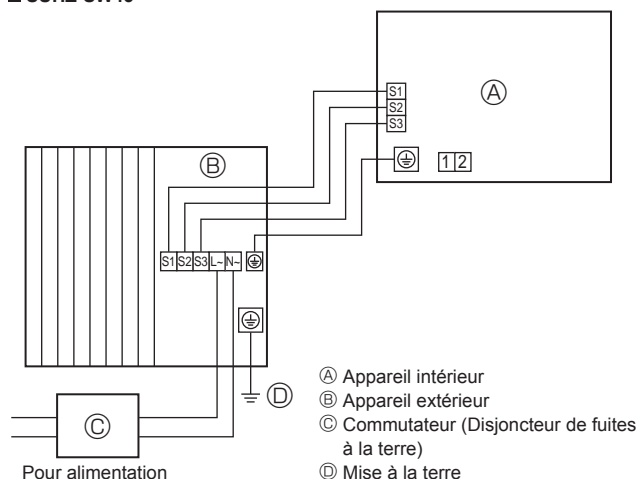 S1
S2
S3
Ⓐ
1 2
Ⓑ
S1 S2 S3 L~ N~
Ⓓ
Ⓒ
Pour alimentation
Ⓐ Appareil intérieur
Ⓑ Appareil extérieur
Ⓒ Commutateur (Disjoncteur de fuites
à la terre)
Ⓓ Mise à la terre